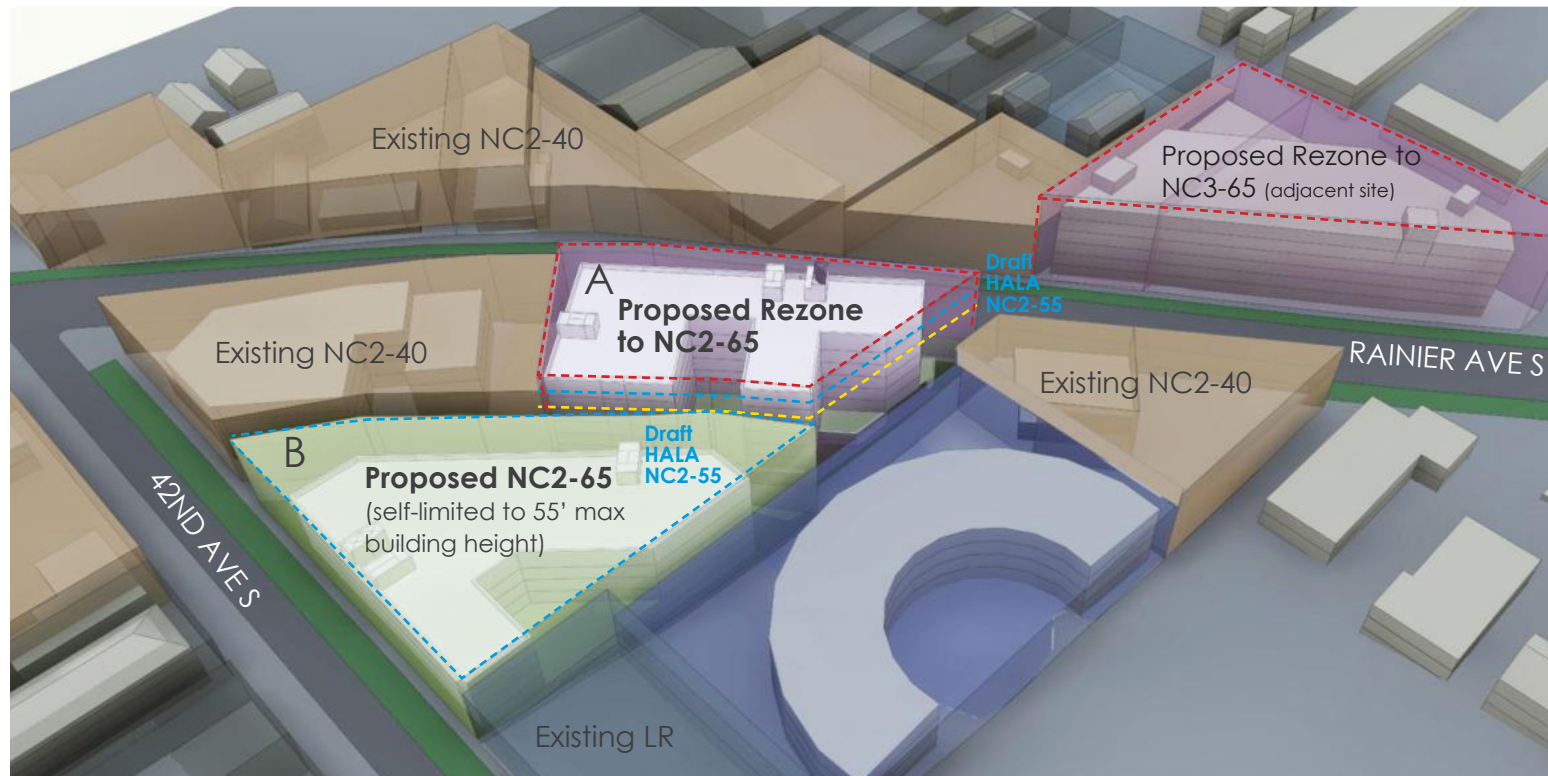 Existing NC2-40
Proposed Rezone to
NC3-65 (adjacent site)
A
Proposed Rezone
to NC2-65
Draft
HALA
NC2-55
Existing NC2-40
RAINIER AVE S
Existing NC2-40
B
Draft
HALA
NC2-55
Proposed NC2-65
(self-limited to 55’ max
building height)
42ND AVE S
Existing LR